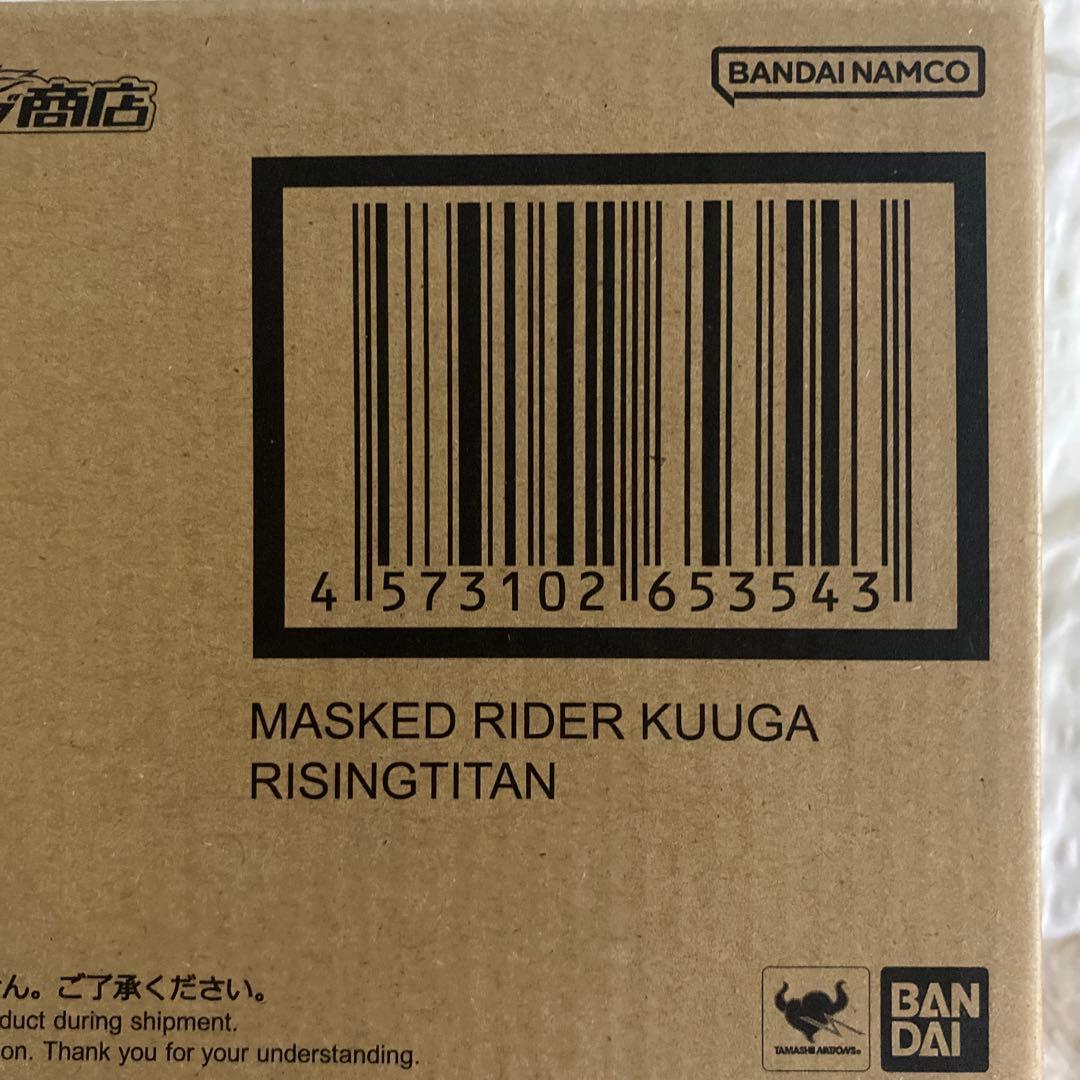 商店
BANDAI NAMCO
4 573102 653543
MASKED RIDER KUUGA
RISINGTITAN
ん。ご了承ください。
duct during shipment.
on. Thank you for your understanding.
TAMASHII NATIONS
BAN
DAI